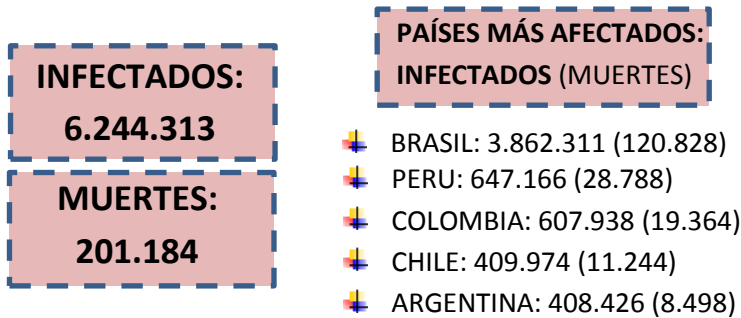 INFECTADOS:
6.244.313
MUERTES:
201.184
PAÍSES MÁS AFECTADOS:
INFECTADOS (MUERTES)
BRASIL: 3.862.311 (120.828)
PERU: 647.166 (28.788)
COLOMBIA: 607.938 (19.364)
CHILE: 409.974 (11.244)
ARGENTINA: 408.426 (8.498)